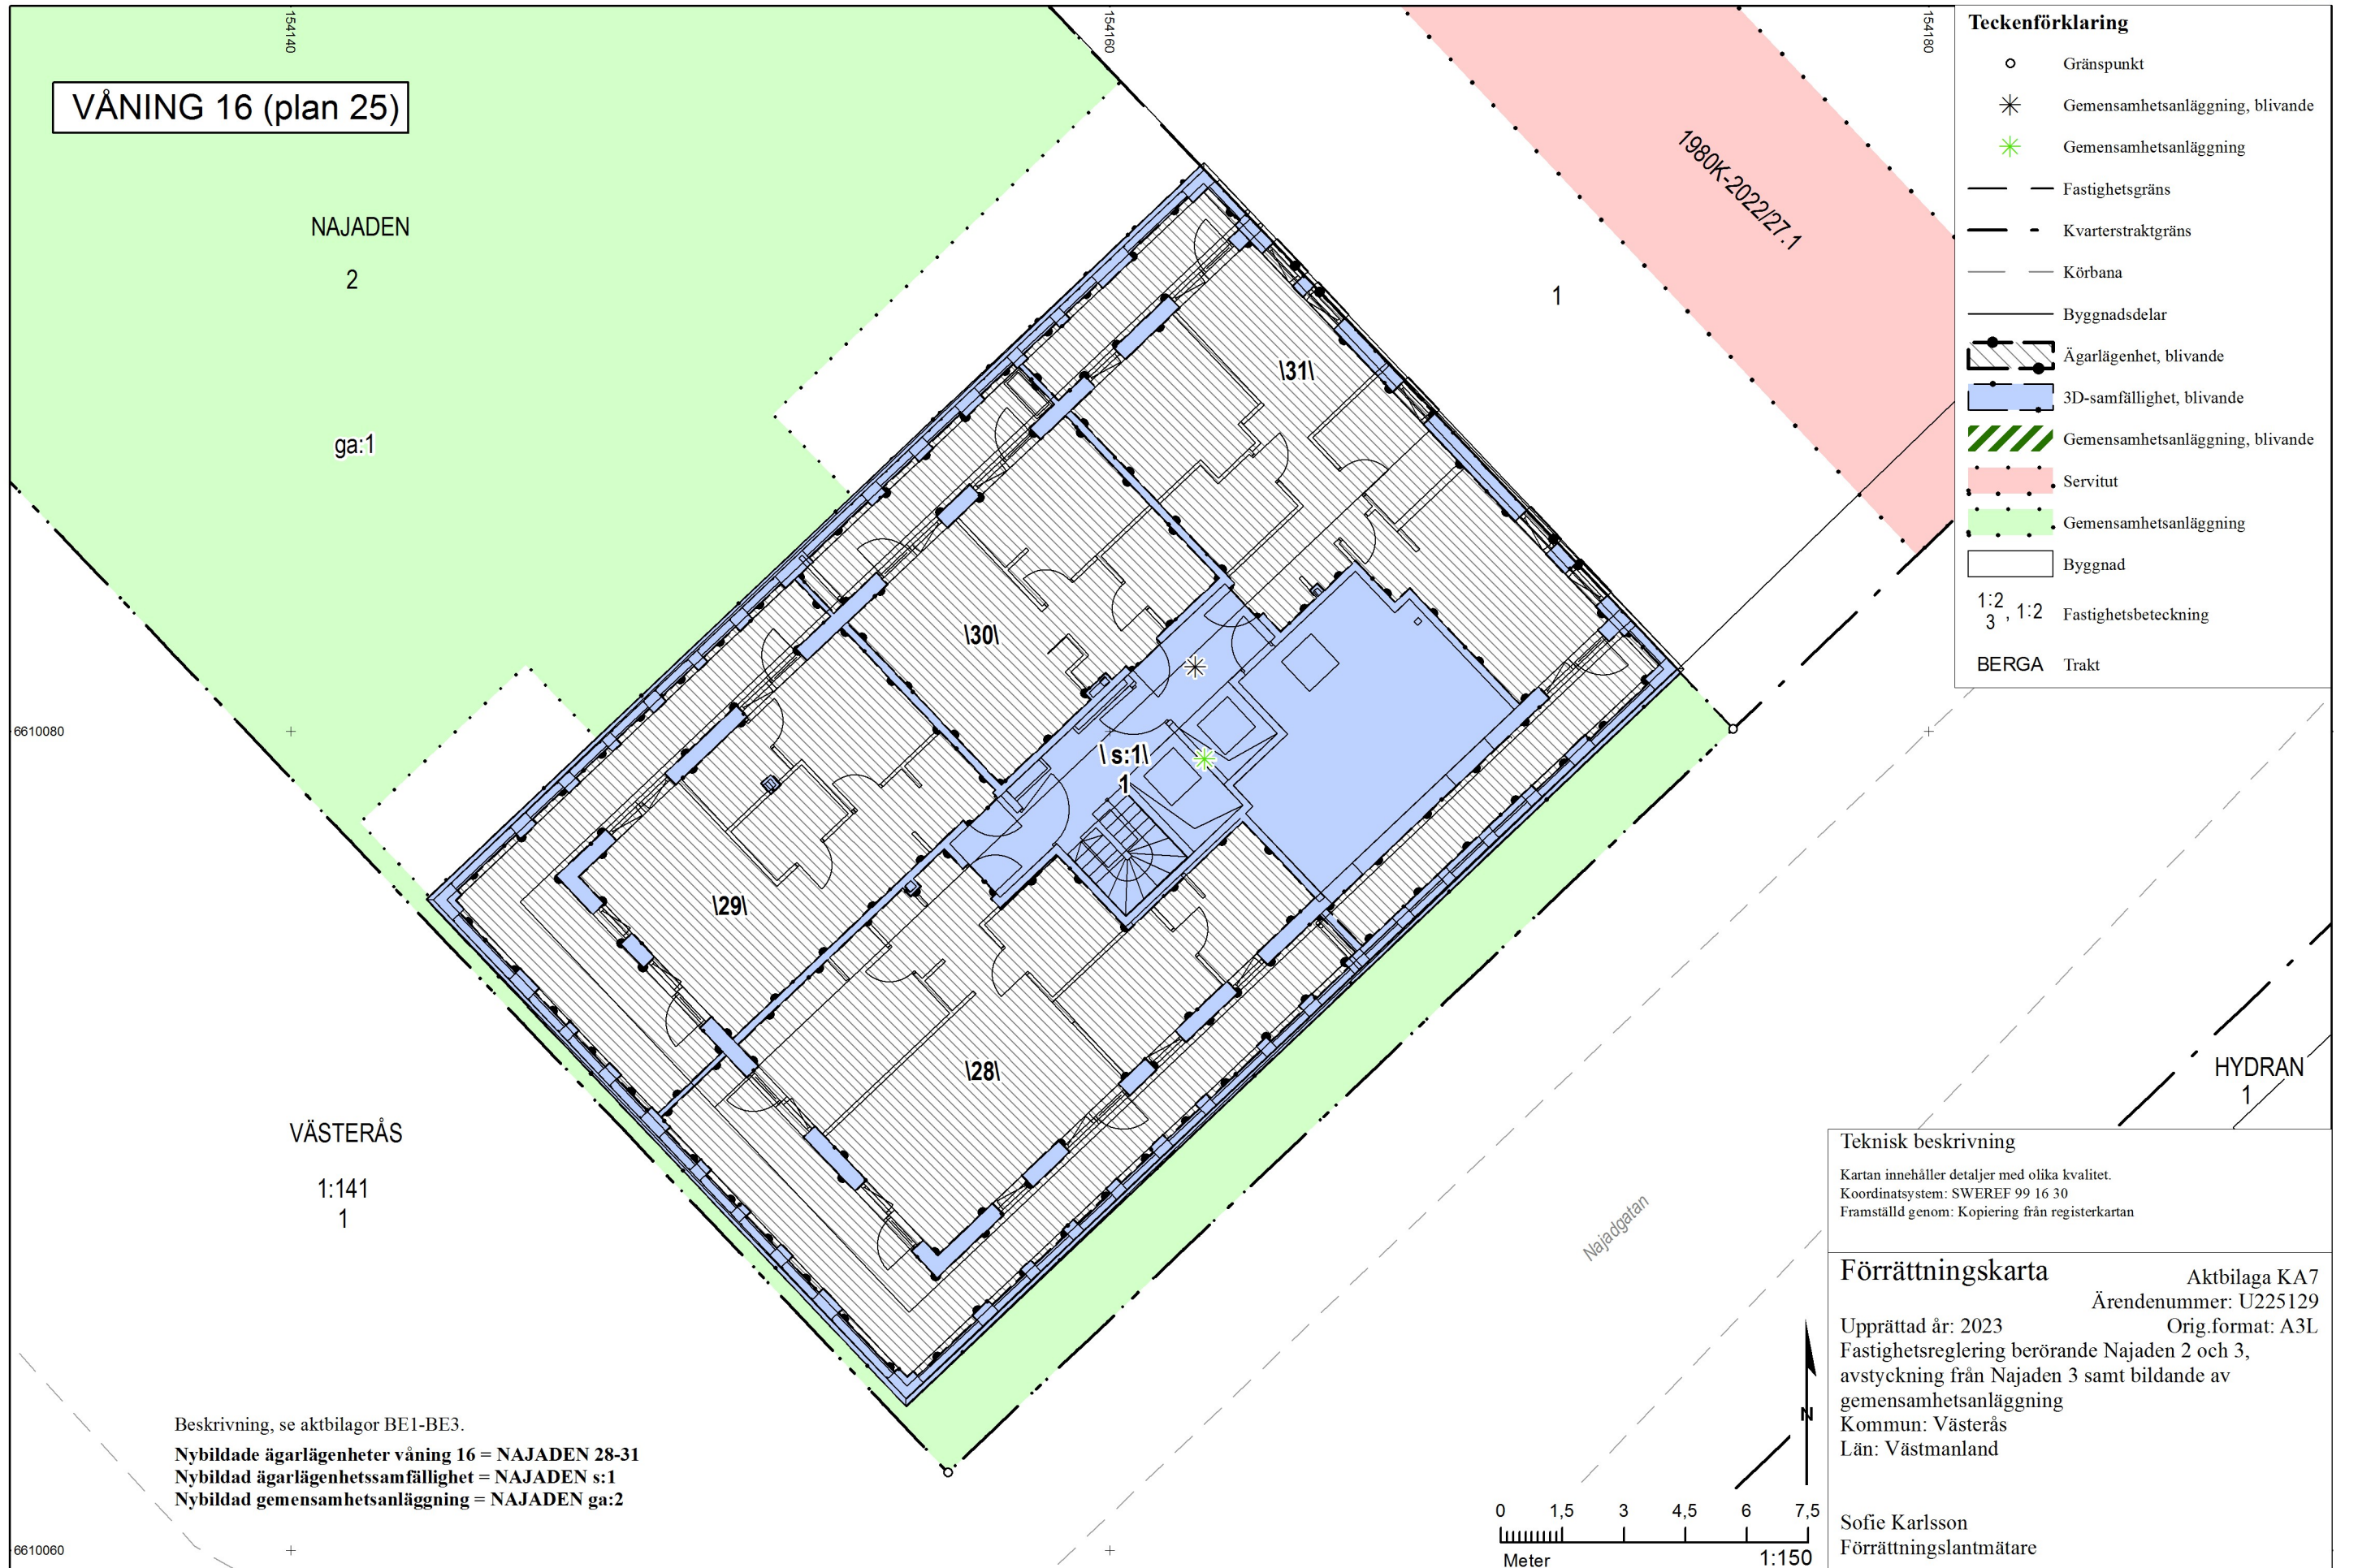 154140
154160
154180
VÅNING 16 (plan 25)
NAJADEN
2
ga:1
1980K-2022/27.1
1
\31\
\30\
\ s:1\
1
\29\
\28\
6610080
6610060
VÄSTERÅS
1:141
1
HYDRAN
1
Najadgatan
Teckenförklaring
Gränspunkt
Gemensamhetsanläggning, blivande
Gemensamhetsanläggning
Fastighetsgräns
Kvarterstraktgräns
Körbana
Byggnadsdelar
Ägarlägenhet, blivande
3D-samfällighet, blivande
Gemensamhetsanläggning, blivande
Servitut
Gemensamhetsanläggning
Byggnad
1:2
3 , 1:2 Fastighetsbeteckning
BERGA Trakt
Beskrivning, se aktbilagor BE1-BE3.
Nybildade ägarlägenheter våning 16 = NAJADEN 28-31
Nybildad ägarlägenhetssamfällighet = NAJADEN s:1
Nybildad gemensamhetsanläggning = NAJADEN ga:2
0 1,5 3 4,5 6 7,5
Meter 1:150
N
Teknisk beskrivning
Kartan innehåller detaljer med olika kvalitet.
Koordinatsystem: SWEREF 99 16 30
Framställd genom: Kopiering från registerkartan
Förrättningskarta
Aktbilaga KA7
Ärendenummer: U225129
Upprättad år: 2023 Orig.format: A3L
Fastighetsreglering berörande Najaden 2 och 3,
avstyckning från Najaden 3 samt bildande av
gemensamhetsanläggning
Kommun: Västerås
Län: Västmanland
Sofie Karlsson
Förrättningslantmätare